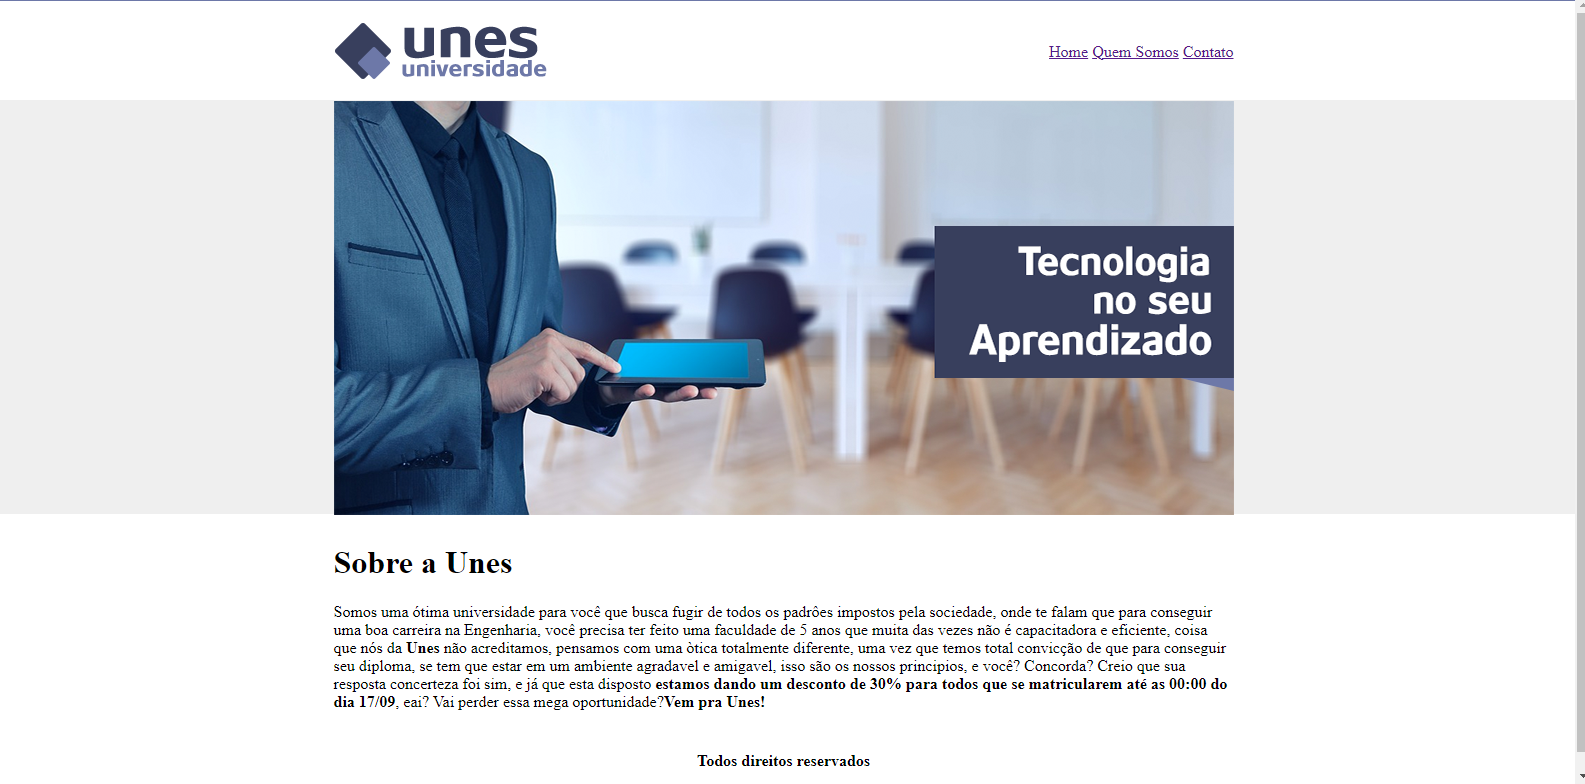 unes
universidade
Home Quem Somos Contato
Tecnologia
no seu
Aprendizado
Sobre a Unes
Somos uma ótima universidade para você que busca fugir de todos os padrões impostos pela sociedade, onde te falam que para conseguir
uma boa carreira na Engenharia, você precisa ter feito uma faculdade de 5 anos que muita das vezes não é capacitadora e eficiente, coisa
que nós da Unes não acreditamos, pensamos com uma òtica totalmente diferente, uma vez que temos total convicção de que para conseguir
seu diploma, se tem que estar em um ambiente agradavel e amigavel, isso são os nossos principios, e você? Concorda? Creio que sua
resposta concerteza foi sim, e já que esta disposto estamos dando um desconto de 30% para todos que se matricularem até as 00:00 do
dia 17/09, eai? Vai perder essa mega oportunidade?Vem pra Unes!
Todos direitos reservados